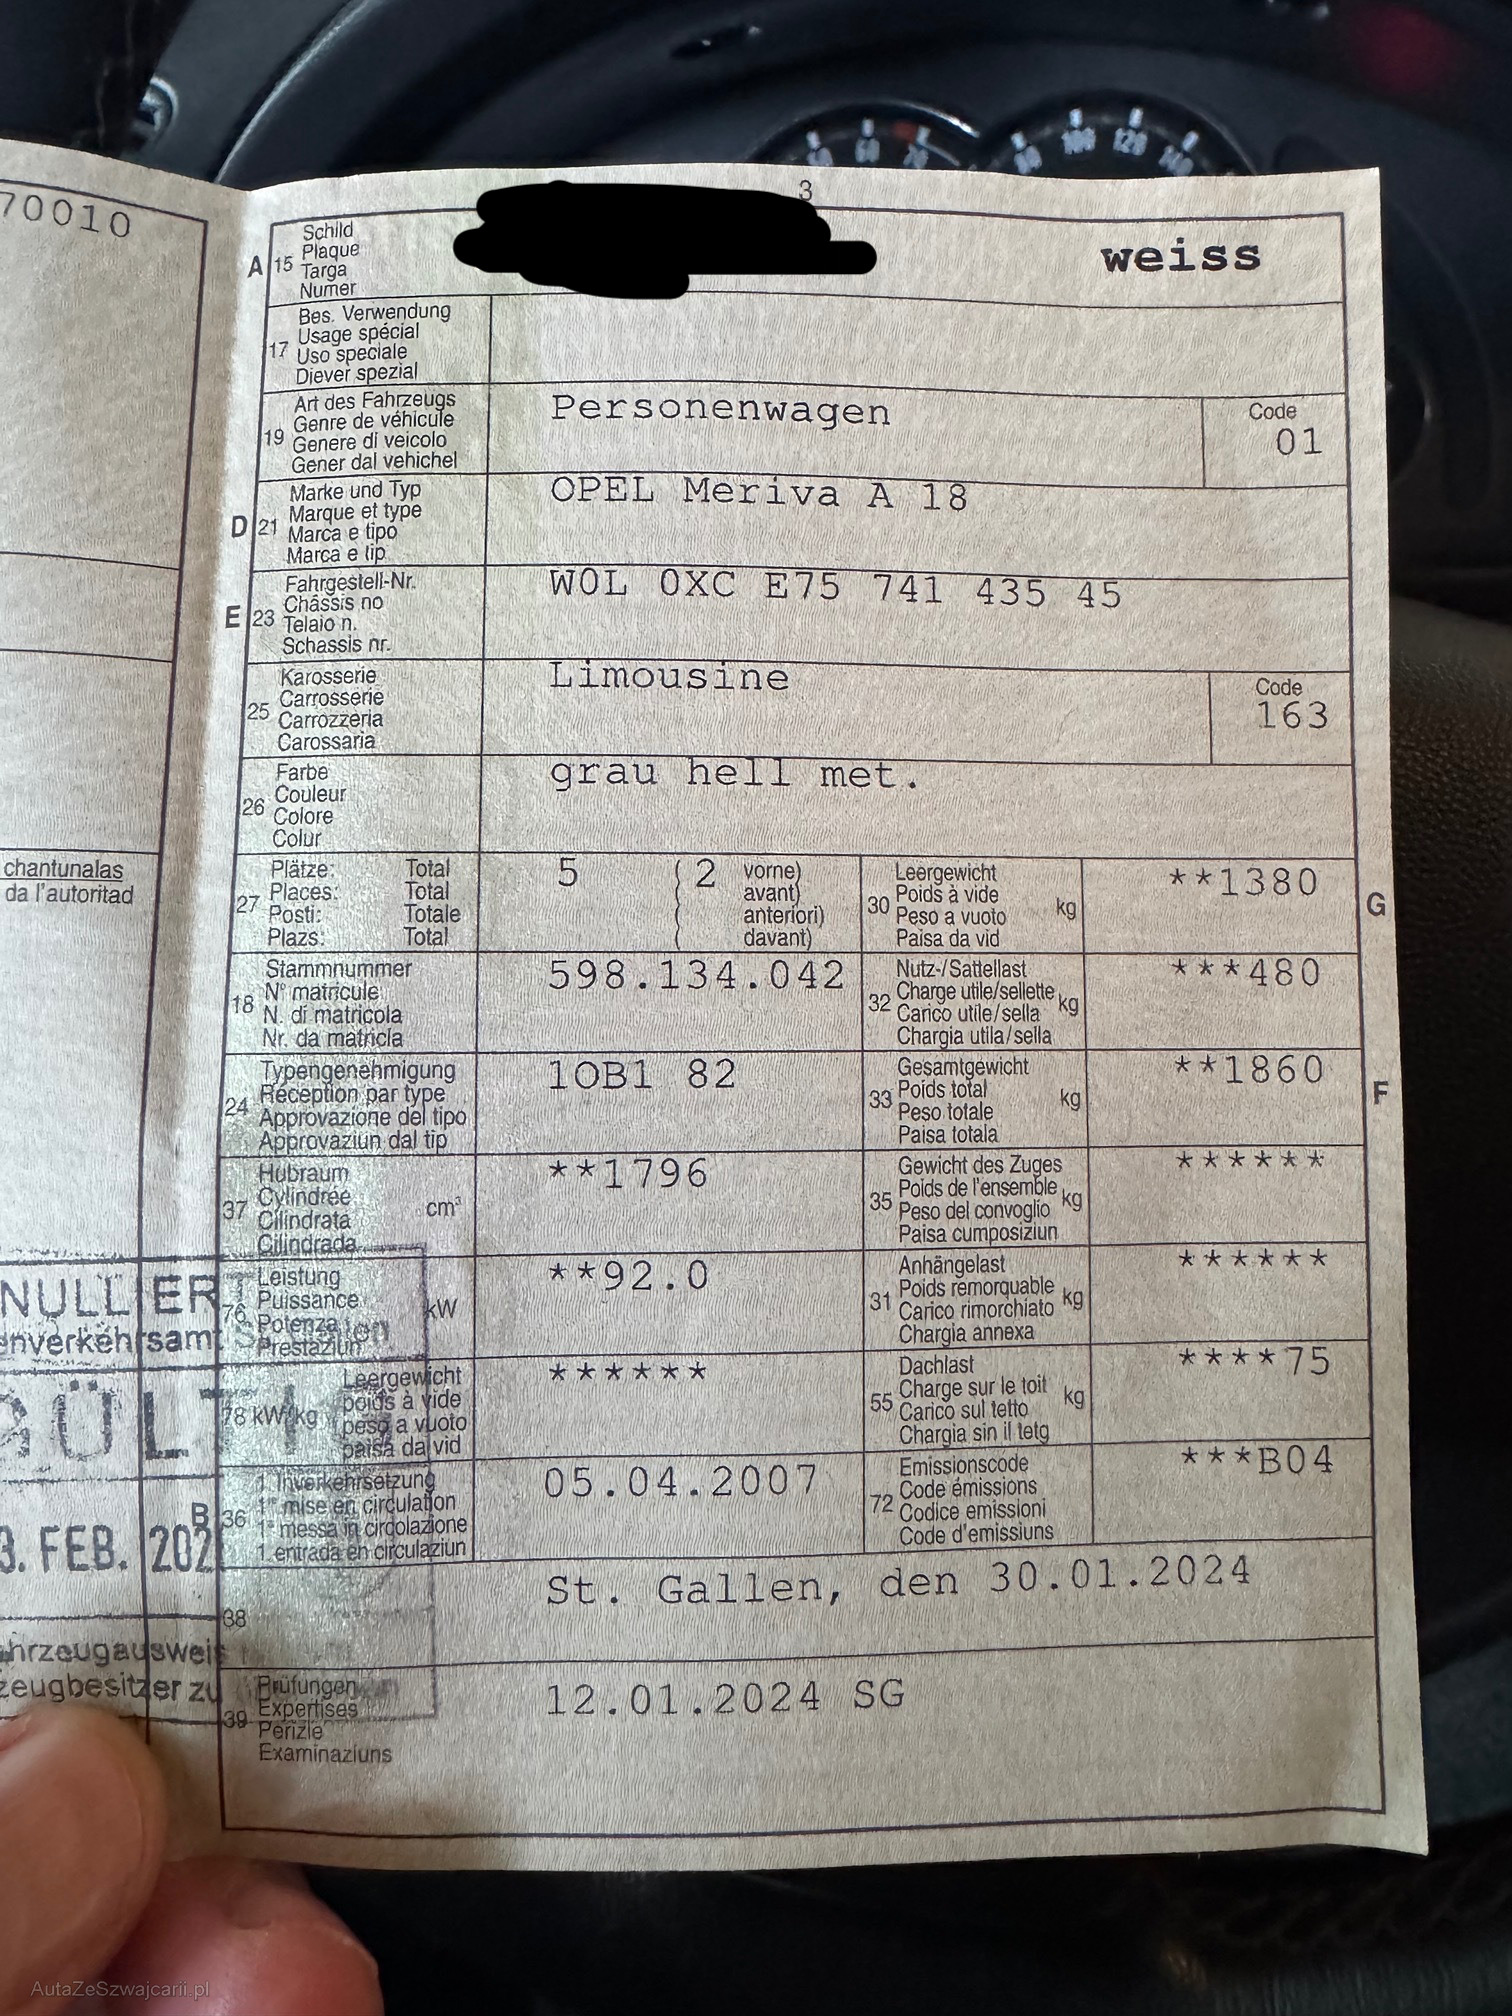 70010
3
A 15 Schild
Plaque
Targa
Numer
weiss
17 Bes. Verwendung
Usage spécial
Uso speciale
Diever spezial
19 Art des Fahrzeugs
Genre de véhicule
Genere di veicolo
Gener dal vehichel
Personenwagen
Code
01
D 21 Marke und Typ
Marque et type
Marca e tipo
Marca e tip
OPEL Meriva A 18
E 23 Fahrgestell-Nr.
Châssis no
Telaio n.
Schassis nr.
W0L 0XC E75 741 435 45
25 Karosserie
Carrosserie
Carrozzeria
Carossaria
Limousine
Code
163
26 Farbe
Couleur
Colore
Colur
grau hell met.
chantunalas
da l'autoritad
27 Plätze: Total 5 ( 2 vorne)
Places: Total ( avant)
Posti: Totale ( anteriori)
Plazs: Total ( davant)
30 Leergewicht
Poids à vide
Peso a vuoto
Paisa da vid
kg
**1380
G
18 Stammnummer
N° matricule
N. di matricola
Nr. da matricla
598.134.042
32 Nutz-/Sattellast
Charge utile/sellette
Carico utile/sella
Chargia utila/sella
kg
***480
24 Typengenehmigung
Réception par type
Approvazione del tipo
Approvaziun dal tip
1OB1 82
33 Gesamtgewicht
Poids total
Peso totale
Paisa totala
kg
**1860
F
37 Hubraum
Cylindrée
Cilindrata
Cilindrada
cm³
**1796
35 Gewicht des Zuges
Poids de l'ensemble
Peso del convoglio
Paisa cumposiziun
kg
******
76 Leistung
Puissance
Potenza
Prestaziun
kW
**92.0
31 Anhängelast
Poids remorquable
Carico rimorchiato
Chargia annexa
kg
******
78 kW/kg Leergewicht
poids à vide
peso a vuoto
paisa da vid
******
55 Dachlast
Charge sur le toit
Carico sul tetto
Chargia sin il tetg
kg
****75
B 36 1. Inverkehrsetzung
1re mise en circulation
1a messa in circolazione
1. entrada en circulaziun
05.04.2007
72 Emissionscode
Code émissions
Codice emissioni
Code d'emissiuns
***B04
38
St. Gallen, den 30.01.2024
39 Prüfungen
Expertises
Perizie
Examinaziuns
12.01.2024 SG
NULLIERT
enverkehrsamt
ÜLTI
3. FEB. 202
ahrzeugausweis
zeugbesitzer zu
AutaZeSzwajcarii.pl